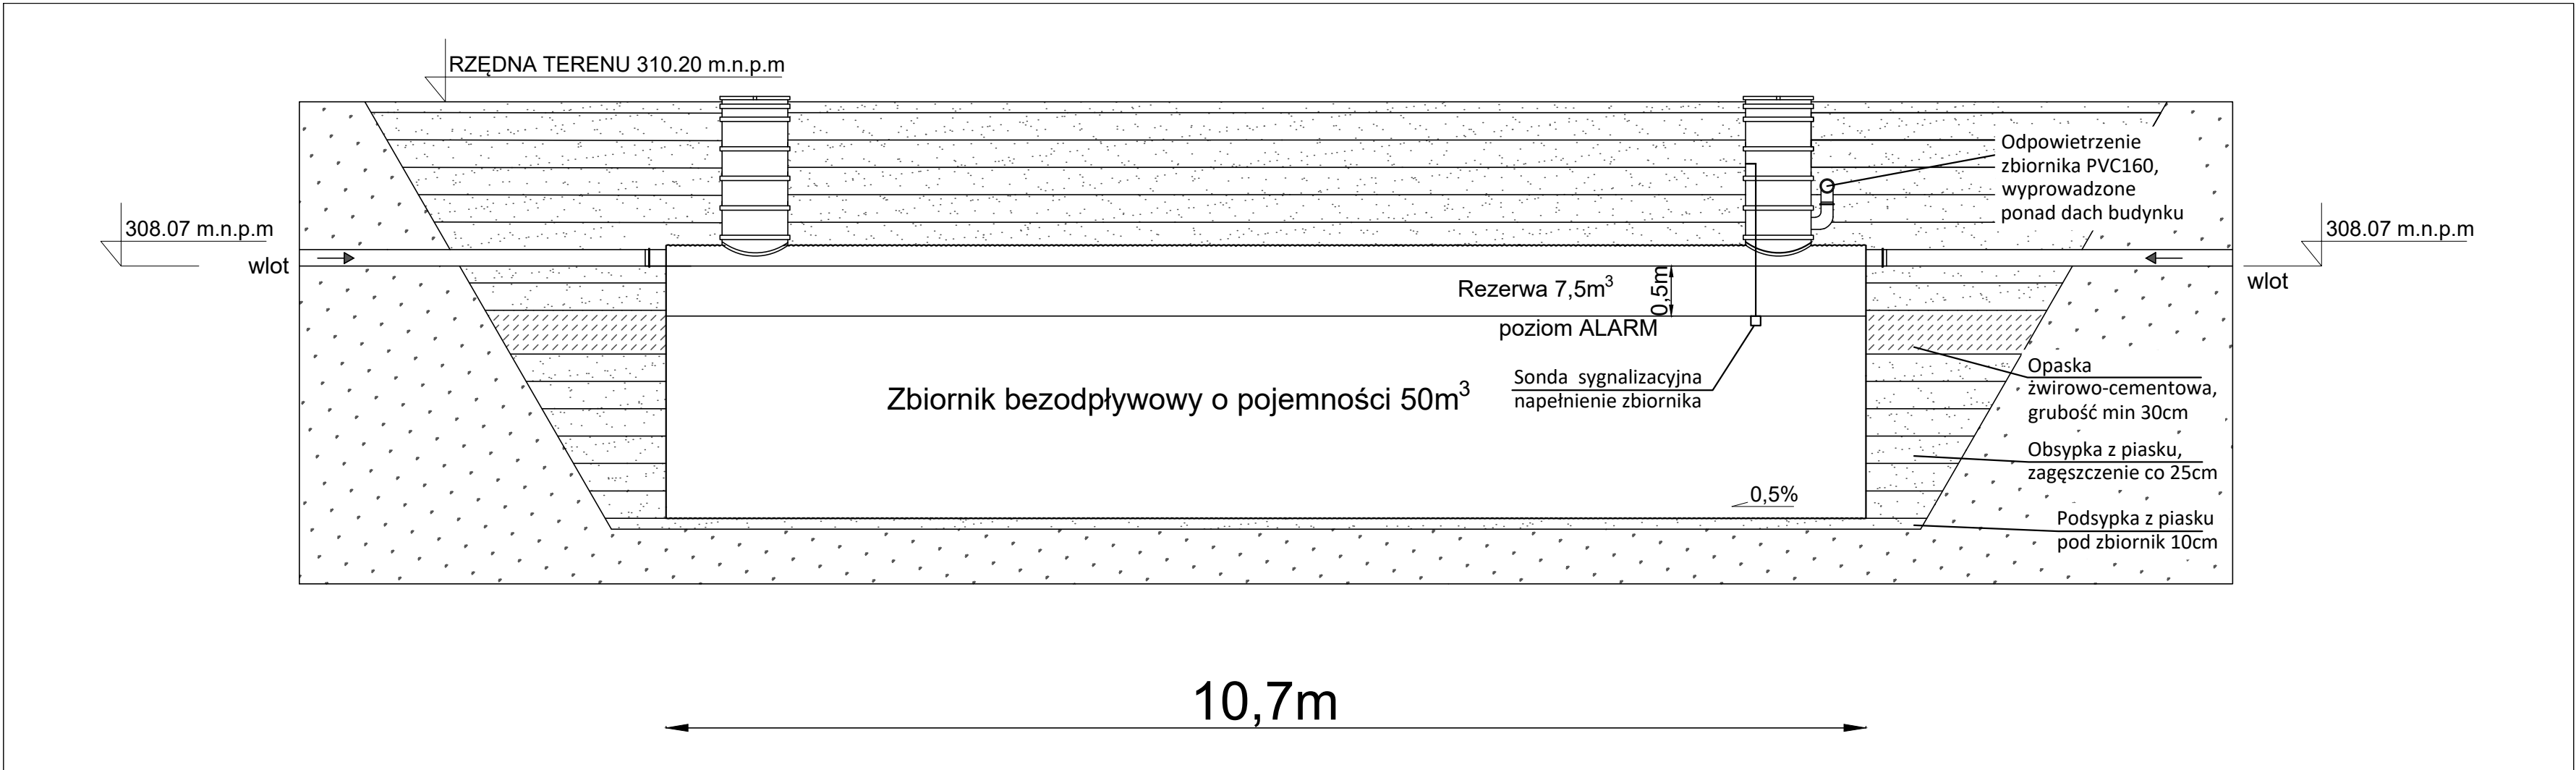 RZĘDNA TERENU 310.20 m.n.p.m
Odpowietrzenie
zbiornika PVC160,
wyprowadzone
ponad dach budynku
308.07 m.n.p.m
wlot
308.07 m.n.p.m
wlot
Rezerwa 7,5m³
0,5m
poziom ALARM
Sonda sygnalizacyjna
napełnienie zbiornika
Zbiornik bezodpływowy o pojemności 50m³
Opaska
żwirowo-cementowa,
grubość min 30cm
Obsypka z piasku,
zagęszczenie co 25cm
0,5%
Podsypka z piasku
pod zbiornik 10cm
10,7m